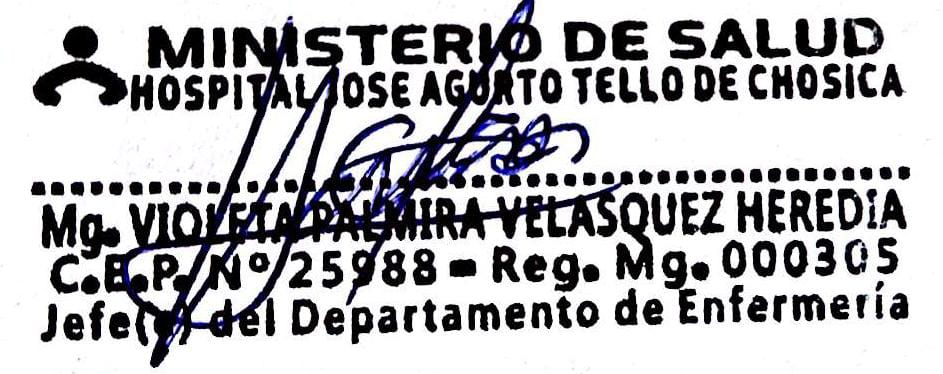 MINISTERIO DE SALUD
HOSPITAL JOSE AGURTO TELLO DE CHOSICA
Mg. VIOLETA PALMIRA VELASQUEZ HEREDIA
C.E.P. Nº 25988 - Reg. Mg. 000305
Jefe(e) del Departamento de Enfermería